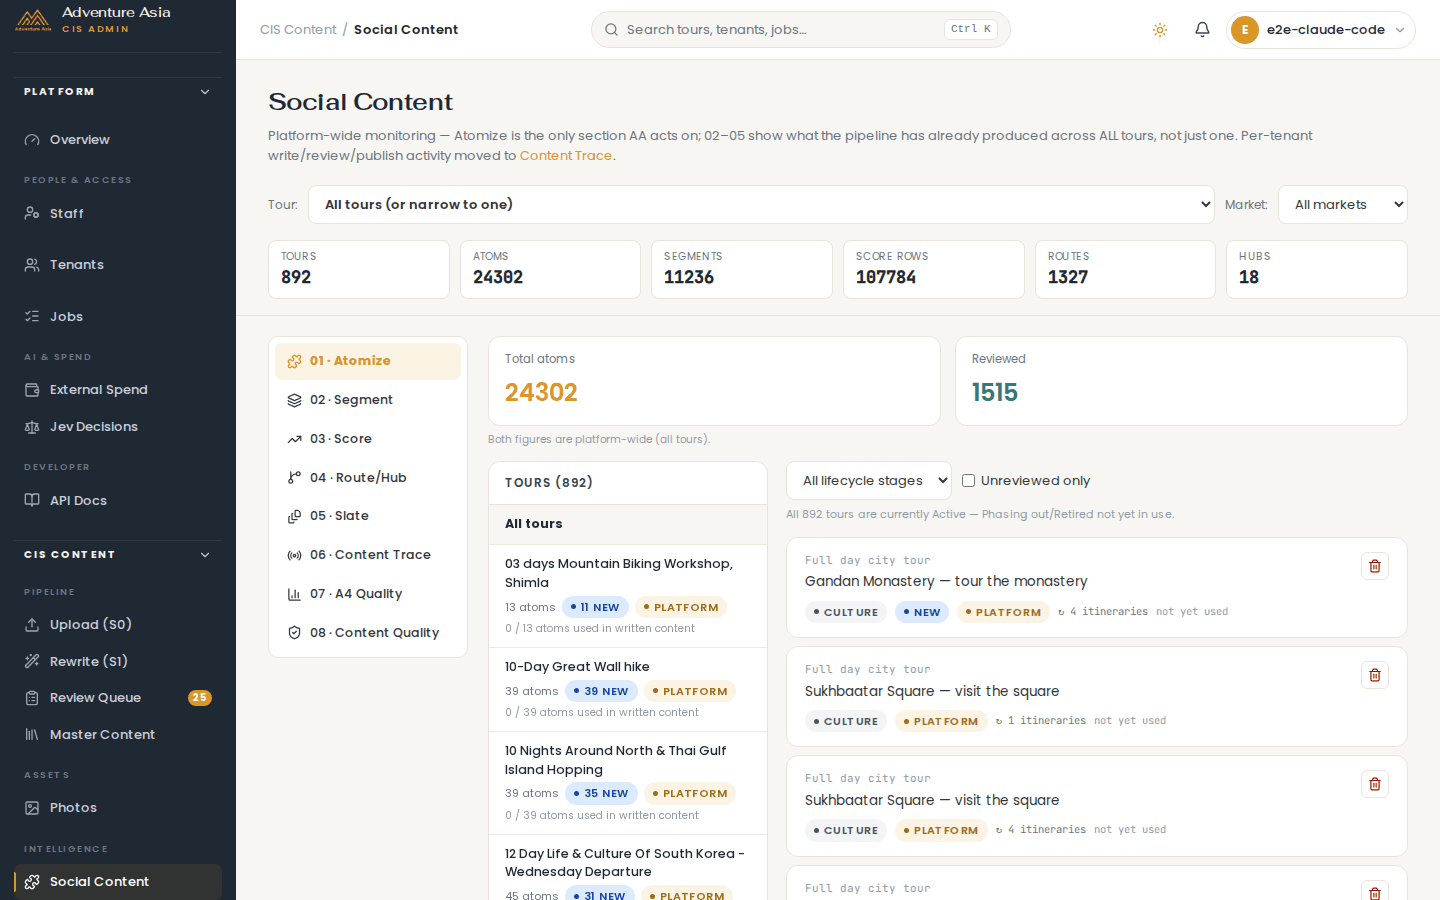 Adventure Asia
CIS ADMIN
Adventure Asia
PLATFORM
Overview
PEOPLE & ACCESS
Staff
Tenants
Jobs
AI & SPEND
External Spend
Jev Decisions
DEVELOPER
API Docs
CIS CONTENT
PIPELINE
Upload (S0)
Rewrite (S1)
Review Queue 25
Master Content
ASSETS
Photos
INTELLIGENCE
Social Content
CIS Content / Social Content
Search tours, tenants, jobs...
Ctrl K
E e2e-claude-code
Social Content
Platform-wide monitoring — Atomize is the only section AA acts on; 02–05 show what the pipeline has already produced across ALL tours, not just one. Per-tenant
write/review/publish activity moved to Content Trace.
Tour: All tours (or narrow to one) Market: All markets
TOURS
892
ATOMS
24302
SEGMENTS
11236
SCORE ROWS
107784
ROUTES
1327
HUBS
18
01 · Atomize
02 · Segment
03 · Score
04 · Route/Hub
05 · Slate
06 · Content Trace
07 · A4 Quality
08 · Content Quality
Total atoms
24302
Reviewed
1515
Both figures are platform-wide (all tours).
TOURS (892)
All tours
03 days Mountain Biking Workshop,
Shimla
13 atoms 11 NEW PLATFORM
0 / 13 atoms used in written content
10-Day Great Wall hike
39 atoms 39 NEW PLATFORM
0 / 39 atoms used in written content
10 Nights Around North & Thai Gulf
Island Hopping
39 atoms 35 NEW PLATFORM
0 / 39 atoms used in written content
12 Day Life & Culture Of South Korea -
Wednesday Departure
45 atoms 31 NEW PLATFORM
All lifecycle stages Unreviewed only
All 892 tours are currently Active — Phasing out/Retired not yet in use.
Full day city tour
Gandan Monastery — tour the monastery
CULTURE NEW PLATFORM ↻ 4 itineraries not yet used
Full day city tour
Sukhbaatar Square — visit the square
CULTURE PLATFORM ↻ 1 itineraries not yet used
Full day city tour
Sukhbaatar Square — visit the square
CULTURE PLATFORM ↻ 4 itineraries not yet used
Full day city tour